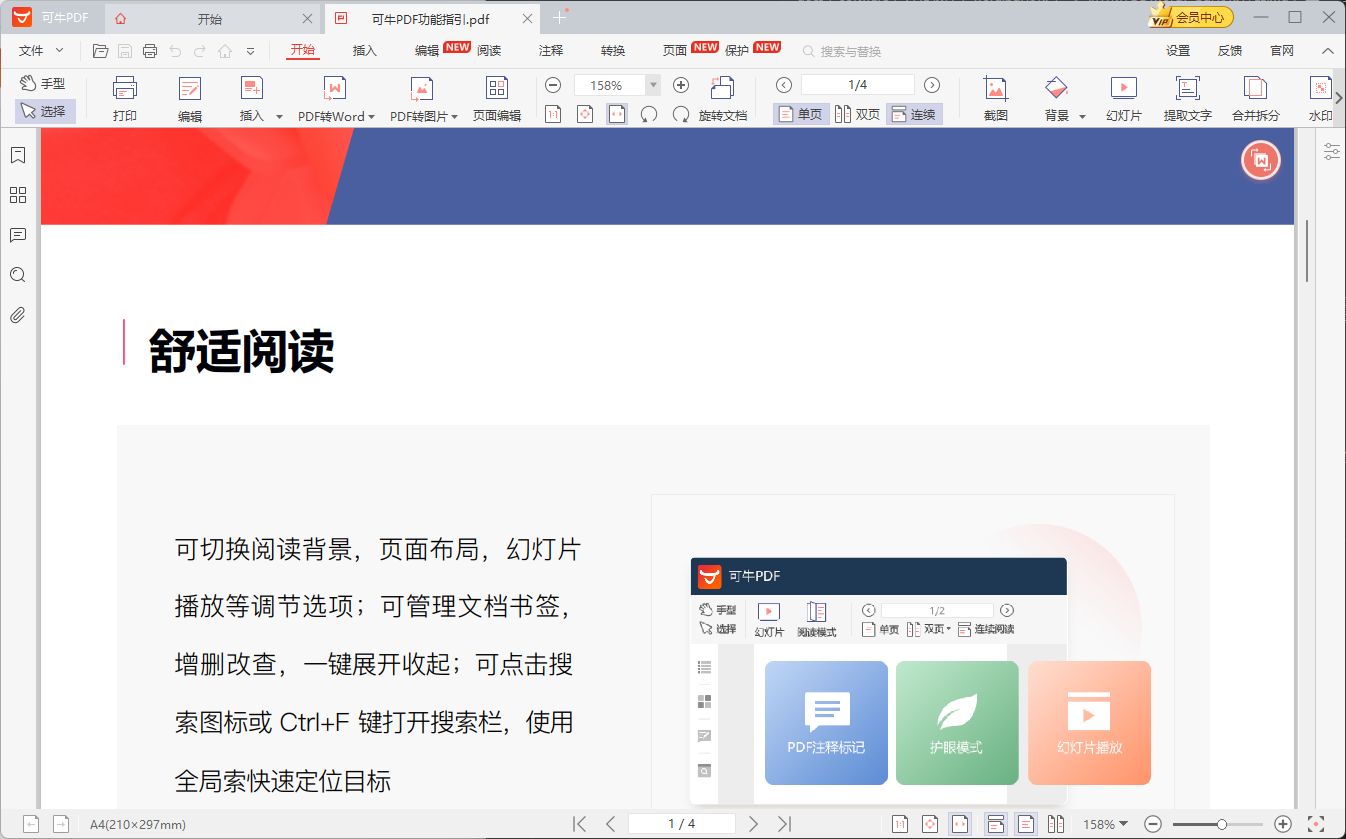 可牛PDF 开始 可牛PDF功能指引.pdf VIP 会员中心
文件 开始 插入 编辑 NEW 阅读 注释 转换 页面 NEW 保护 NEW 搜索与替换 设置 反馈 官网
手型 158% 1/4
选择 打印 编辑 插入 PDF转Word PDF转图片 页面编辑 1:1 旋转文档 单页 双页 连续 截图 背景 幻灯片 提取文字 合并拆分 水印
舒适阅读
可切换阅读背景，页面布局，幻灯片
播放等调节选项；可管理文档书签，
增删改查，一键展开收起；可点击搜
索图标或 Ctrl+F 键打开搜索栏，使用
全局索快速定位目标
可牛PDF
手型 1/2
选择 幻灯片 阅读模式 单页 双页 连续阅读
PDF注释标记 护眼模式 幻灯片播放
A4(210×297mm) 1 / 4 1:1 158%